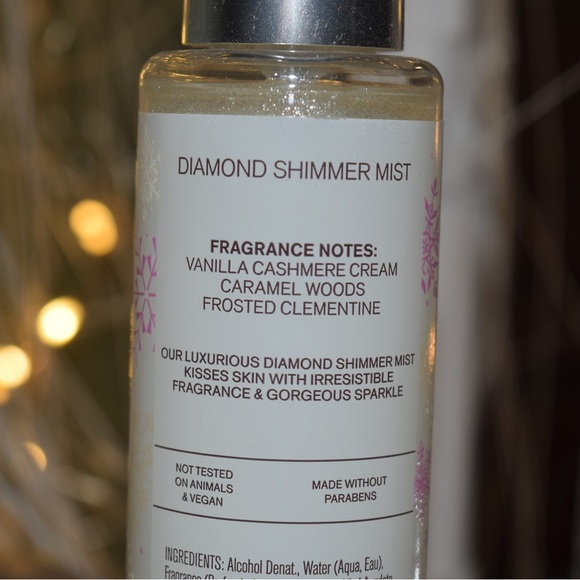 DIAMOND SHIMMER MIST
FRAGRANCE NOTES:
VANILLA CASHMERE CREAM
CARAMEL WOODS
FROSTED CLEMENTINE
OUR LUXURIOUS DIAMOND SHIMMER MIST
KISSES SKIN WITH IRRESISTIBLE
FRAGRANCE & GORGEOUS SPARKLE
NOT TESTED
ON ANIMALS
& VEGAN
MADE WITHOUT
PARABENS
INGREDIENTS: Alcohol Denat., Water (Aqua, Eau),
Fragrance